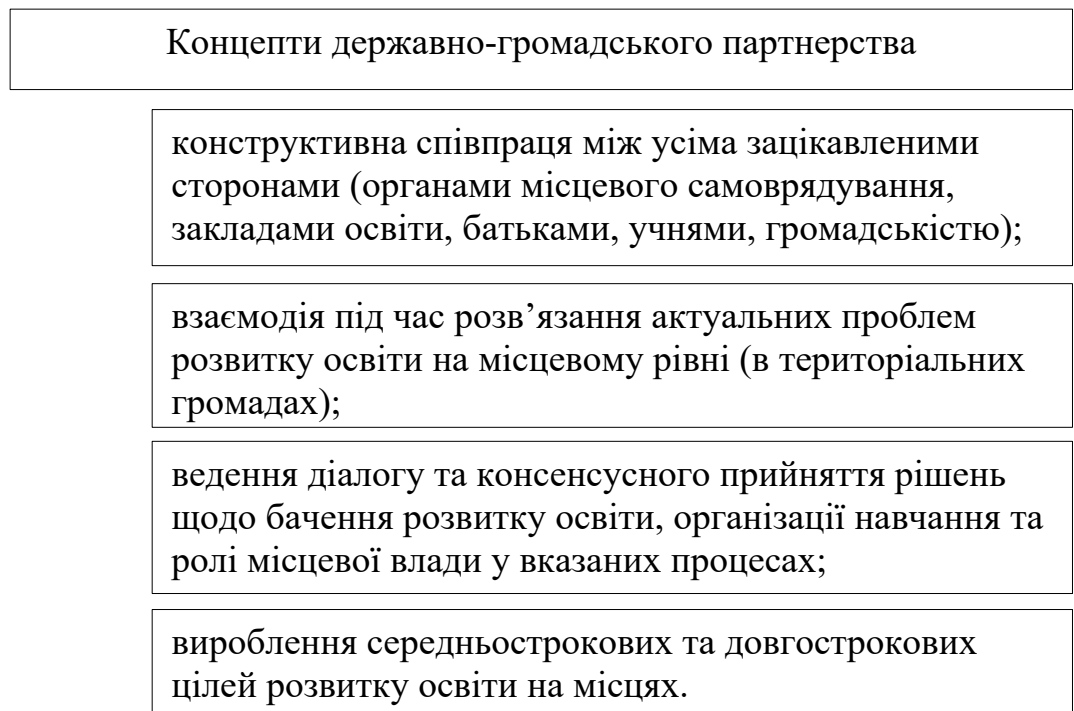 Концепти державно-громадського партнерства
конструктивна співпраця між усіма зацікавленими
сторонами (органами місцевого самоврядування,
закладами освіти, батьками, учнями, громадськістю);
взаємодія під час розв’язання актуальних проблем
розвитку освіти на місцевому рівні (в територіальних
громадах);
ведення діалогу та консенсусного прийняття рішень
щодо бачення розвитку освіти, організації навчання та
ролі місцевої влади у вказаних процесах;
вироблення середньострокових та довгострокових
цілей розвитку освіти на місцях.